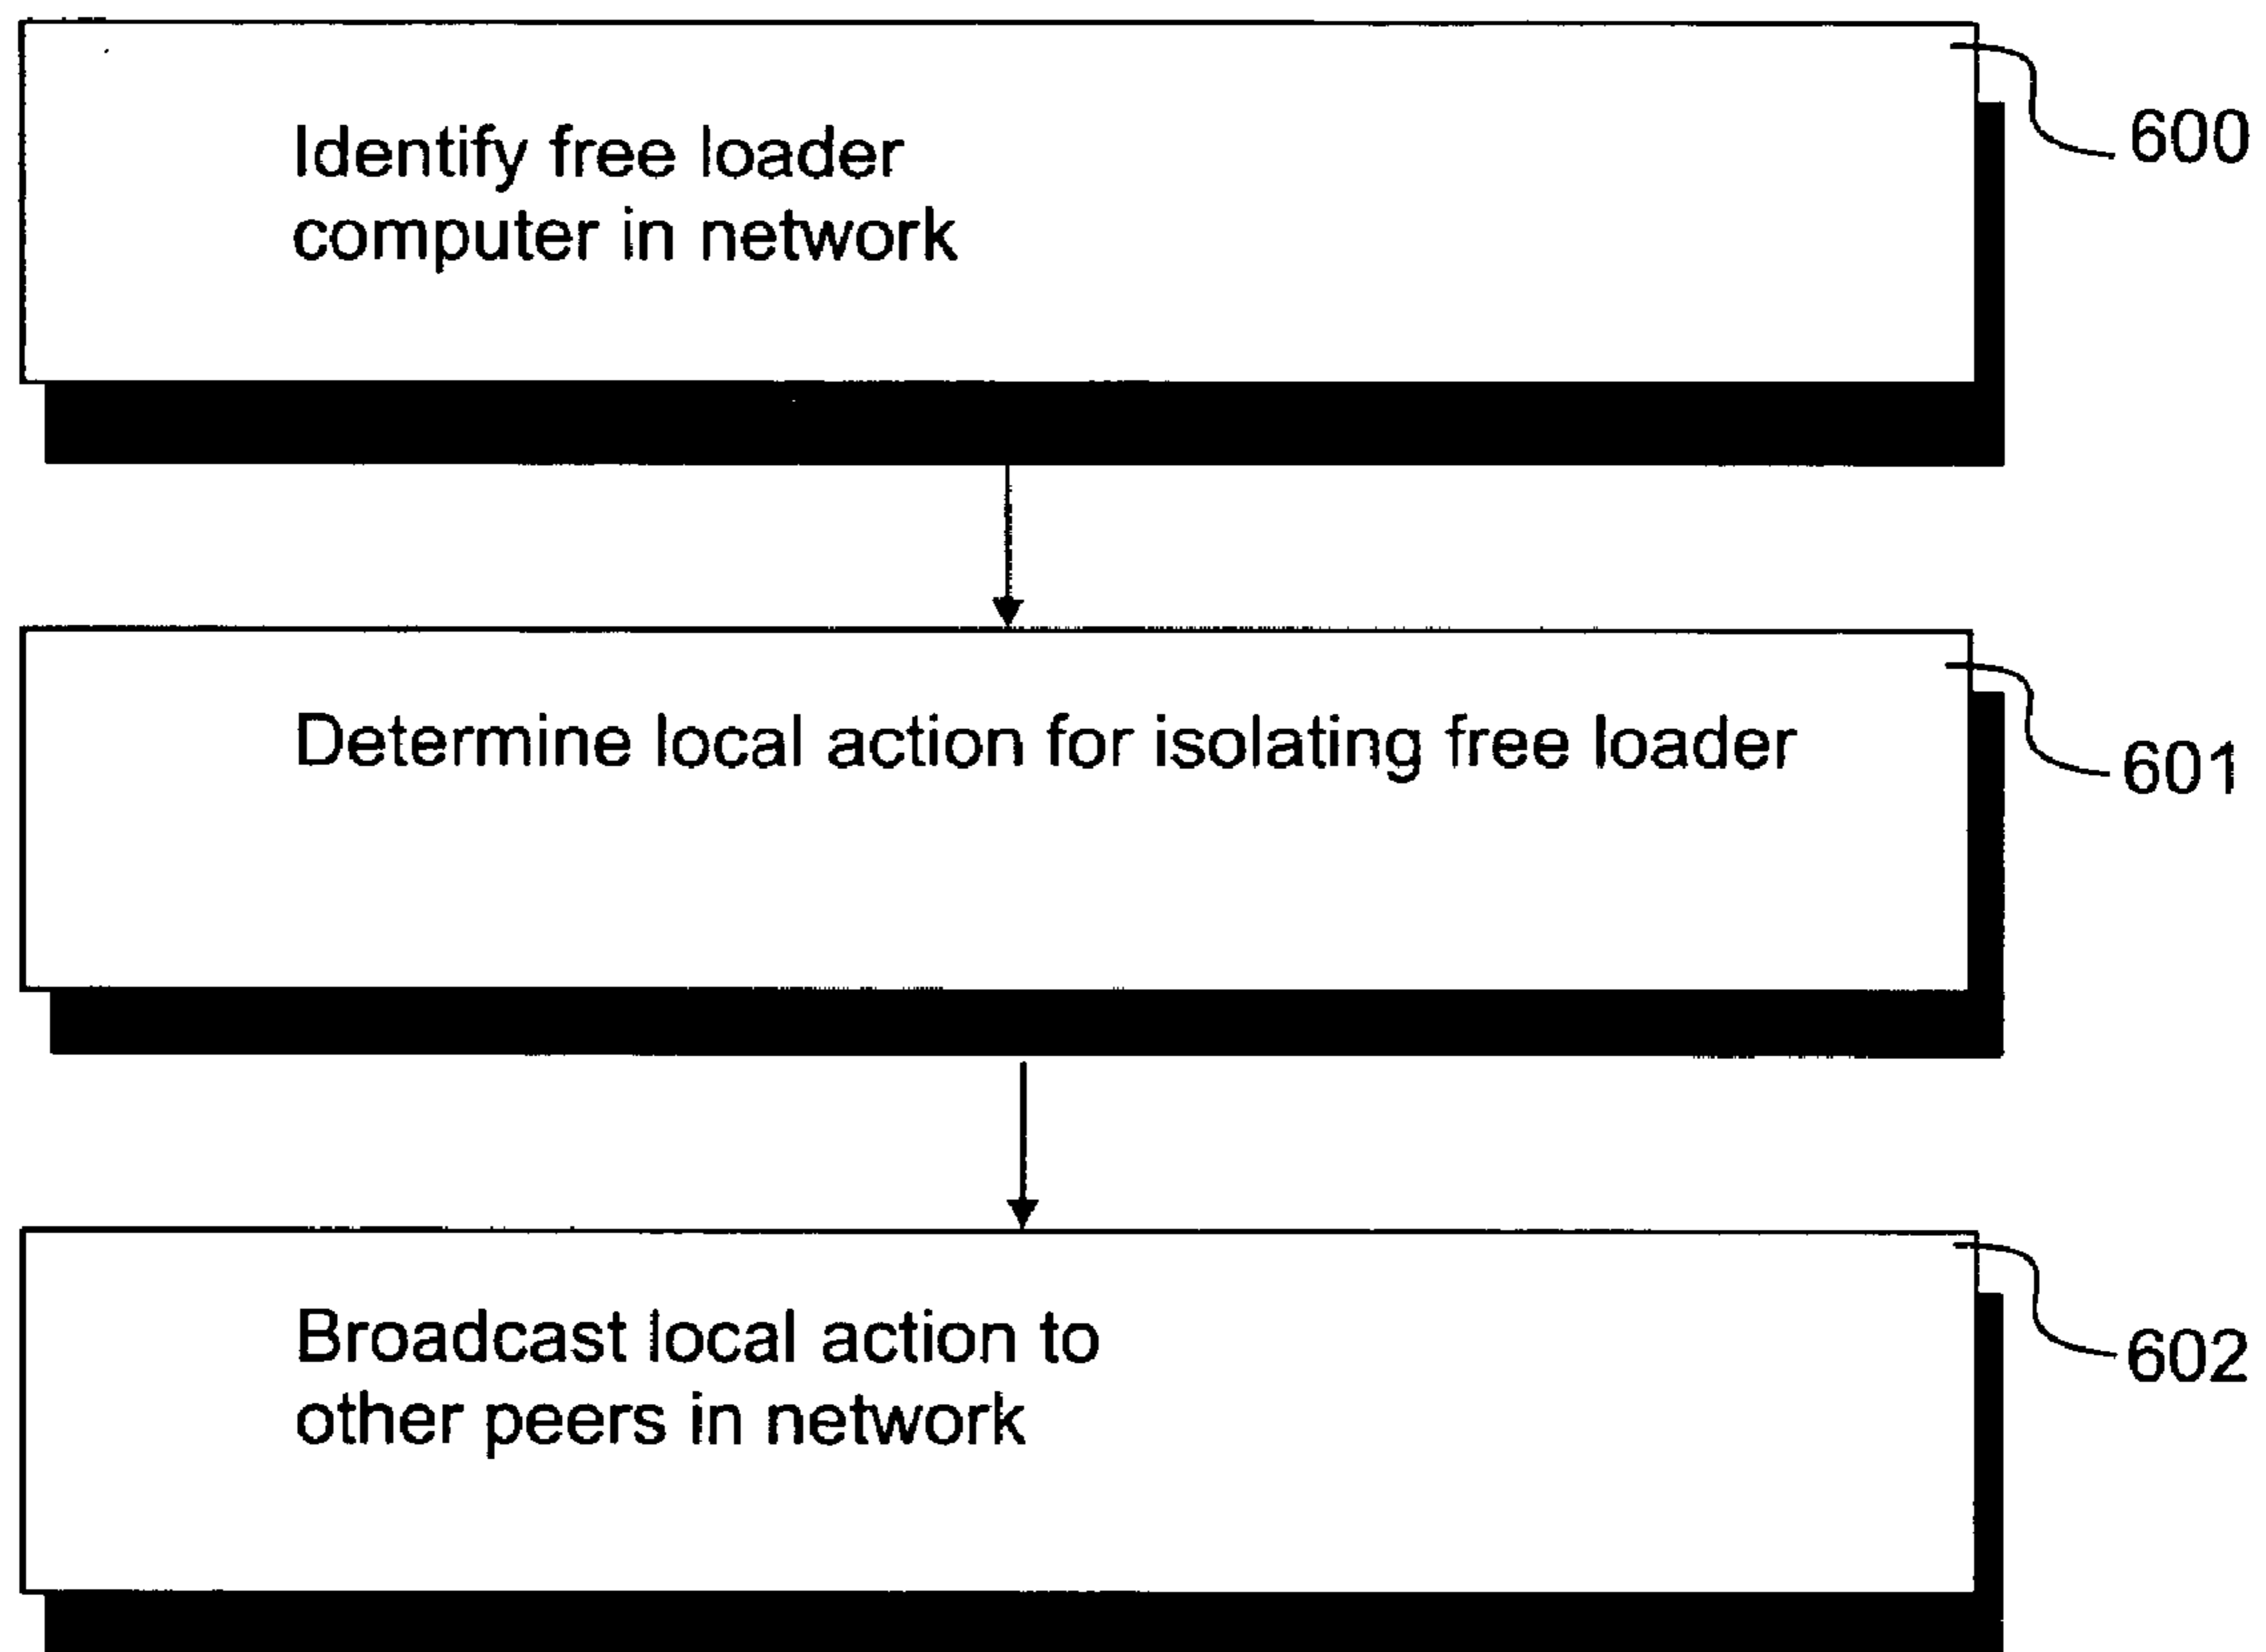 Identify free loader
computer in network
600
Determine local action for isolating free loader
601
Broadcast local action to
other peers in network
602